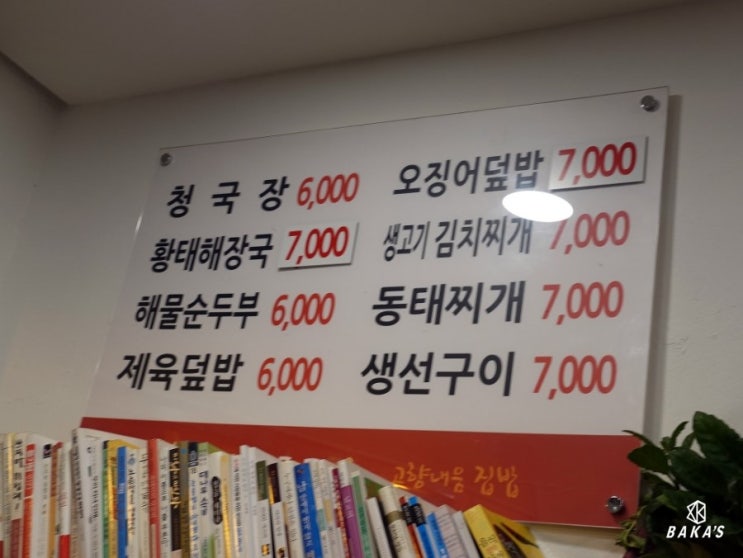 청국장 6,000
오징어덮밥 7,000
황태해장국 7,000
생고기 김치찌개 7,000
해물순두부 6,000
동태찌개 7,000
제육덮밥 6,000
생선구이 7,000
고향내음 집밥
BAKA'S